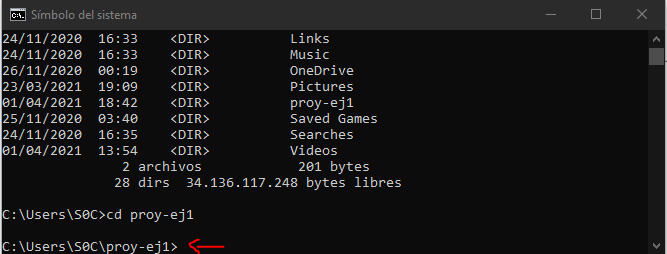 Símbolo del sistema
24/11/2020  16:33    <DIR>          Links
24/11/2020  16:33    <DIR>          Music
26/11/2020  00:19    <DIR>          OneDrive
23/03/2021  19:09    <DIR>          Pictures
01/04/2021  18:42    <DIR>          proy-ej1
25/11/2020  03:40    <DIR>          Saved Games
24/11/2020  16:35    <DIR>          Searches
01/04/2021  13:54    <DIR>          Videos
               2 archivos            201 bytes
              28 dirs  34.136.117.248 bytes libres
C:\Users\S0C>cd proy-ej1
C:\Users\S0C\proy-ej1>